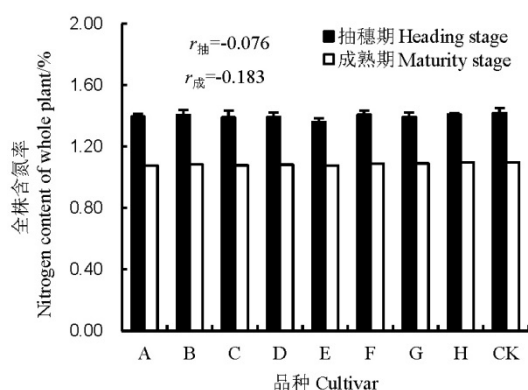 2.00
1.60
1.20
0.80
0.40
0.00
全株含氮率
Nitrogen content of whole plant/%
r抽=-0.076
r成=-0.183
抽穗期 Heading stage
成熟期 Maturity stage
A B C D E F G H CK
品种 Cultivar